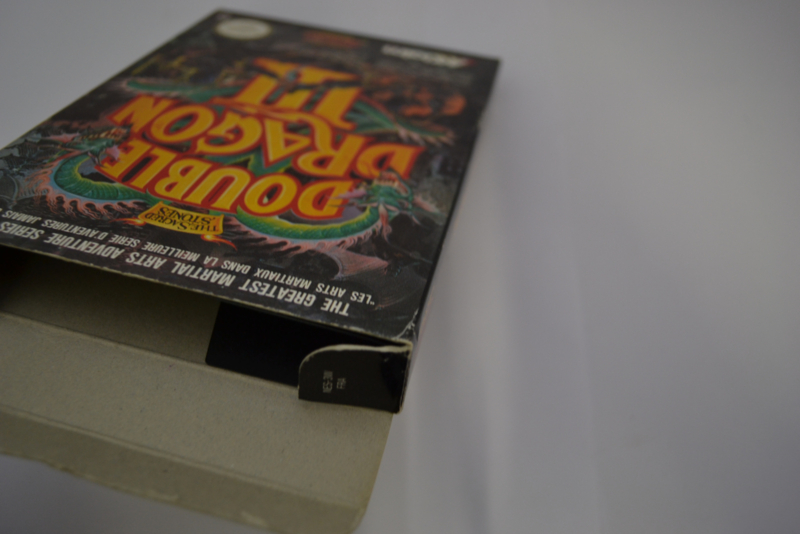 "LES ARTS MARTIAUX DANS LA MEILLEURE SERIE D'AVENTURES JAMAIS
THE GREATEST MARTIAL ARTS ADVENTURE SERIES
THE SACRED
STONES
DOUBLE
DRAGON
III
FRA